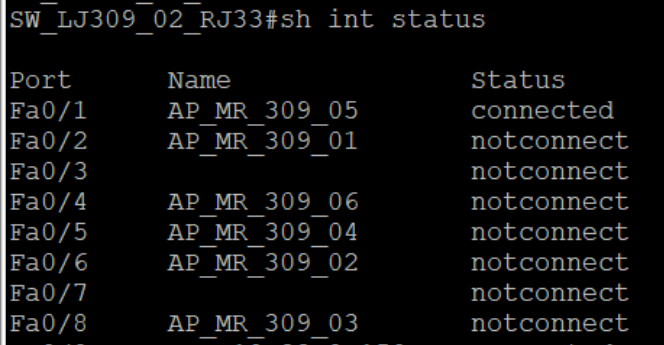 SW_LJ309_02_RJ33#sh int status
Port Name Status
Fa0/1 AP_MR_309_05 connected
Fa0/2 AP_MR_309_01 notconnect
Fa0/3 notconnect
Fa0/4 AP_MR_309_06 notconnect
Fa0/5 AP_MR_309_04 notconnect
Fa0/6 AP_MR_309_02 notconnect
Fa0/7 notconnect
Fa0/8 AP_MR_309_03 notconnect